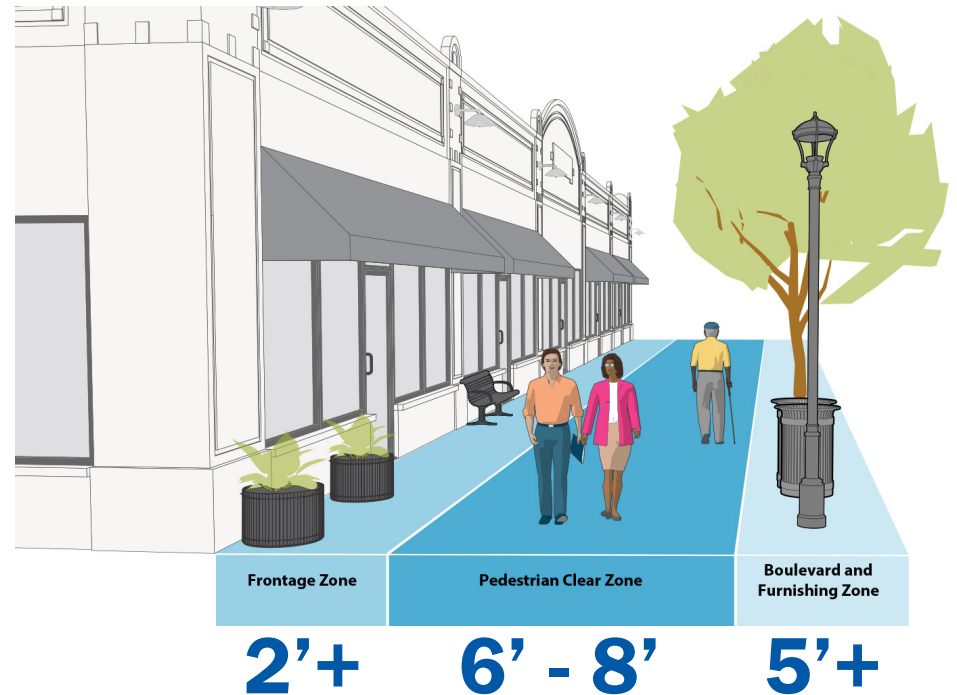 Frontage Zone
Pedestrian Clear Zone
Boulevard and
Furnishing Zone
2’+
6’ - 8’
5’+